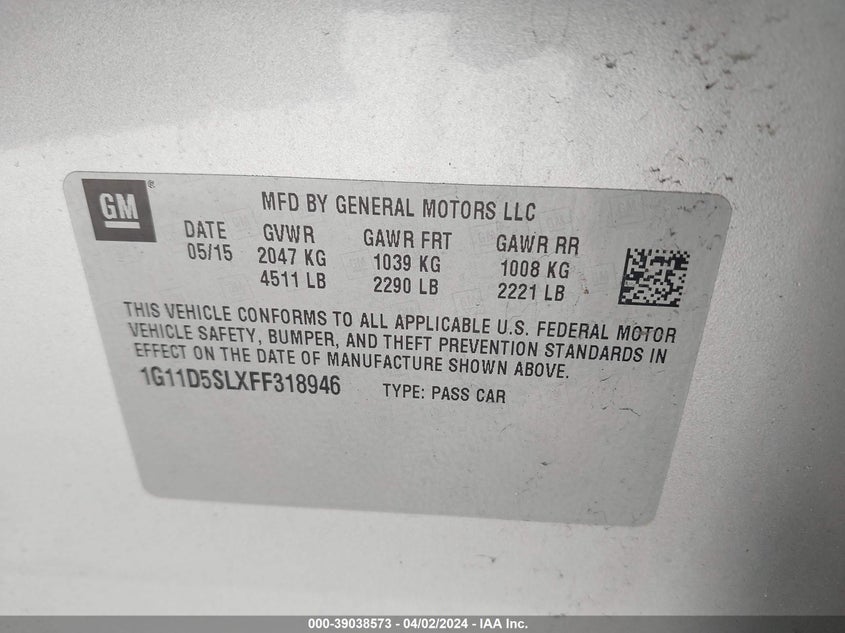 GM®
MFD BY GENERAL MOTORS LLC
DATE GVWR GAWR FRT GAWR RR
05/15 2047 KG 1039 KG 1008 KG
4511 LB 2290 LB 2221 LB
THIS VEHICLE CONFORMS TO ALL APPLICABLE U.S. FEDERAL MOTOR
VEHICLE SAFETY, BUMPER, AND THEFT PREVENTION STANDARDS IN
EFFECT ON THE DATE OF MANUFACTURE SHOWN ABOVE.
1G11D5SLXFF318946 TYPE: PASS CAR
000-39038573 - 04/02/2024 - IAA Inc.